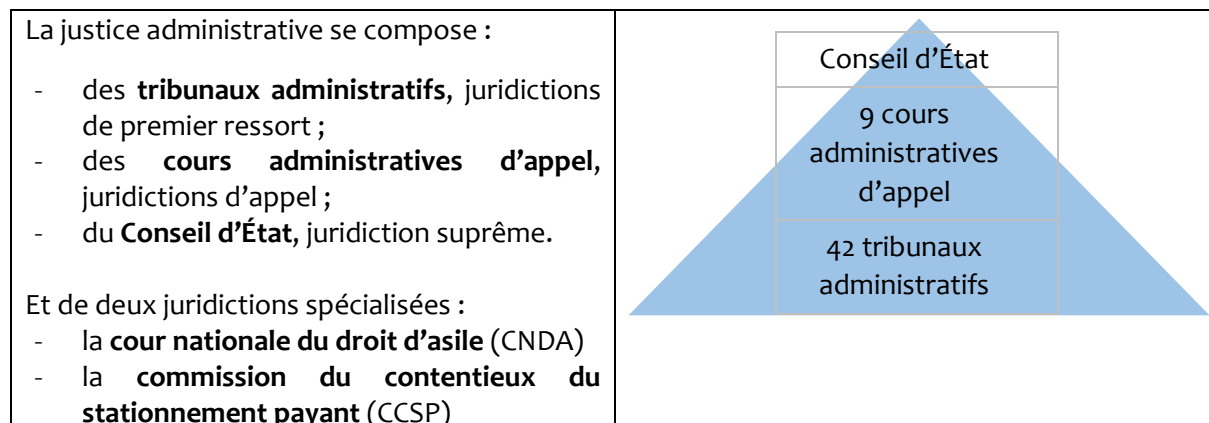 La justice administrative se compose :
- des tribunaux administratifs, juridictions
de premier ressort ;
- des cours administratives d’appel,
juridictions d’appel ;
- du Conseil d’État, juridiction suprême.
Et de deux juridictions spécialisées :
- la cour nationale du droit d’asile (CNDA)
- la commission du contentieux du
stationnement payant (CCSP)
Conseil d’État
9 cours
administratives
d’appel
42 tribunaux
administratifs